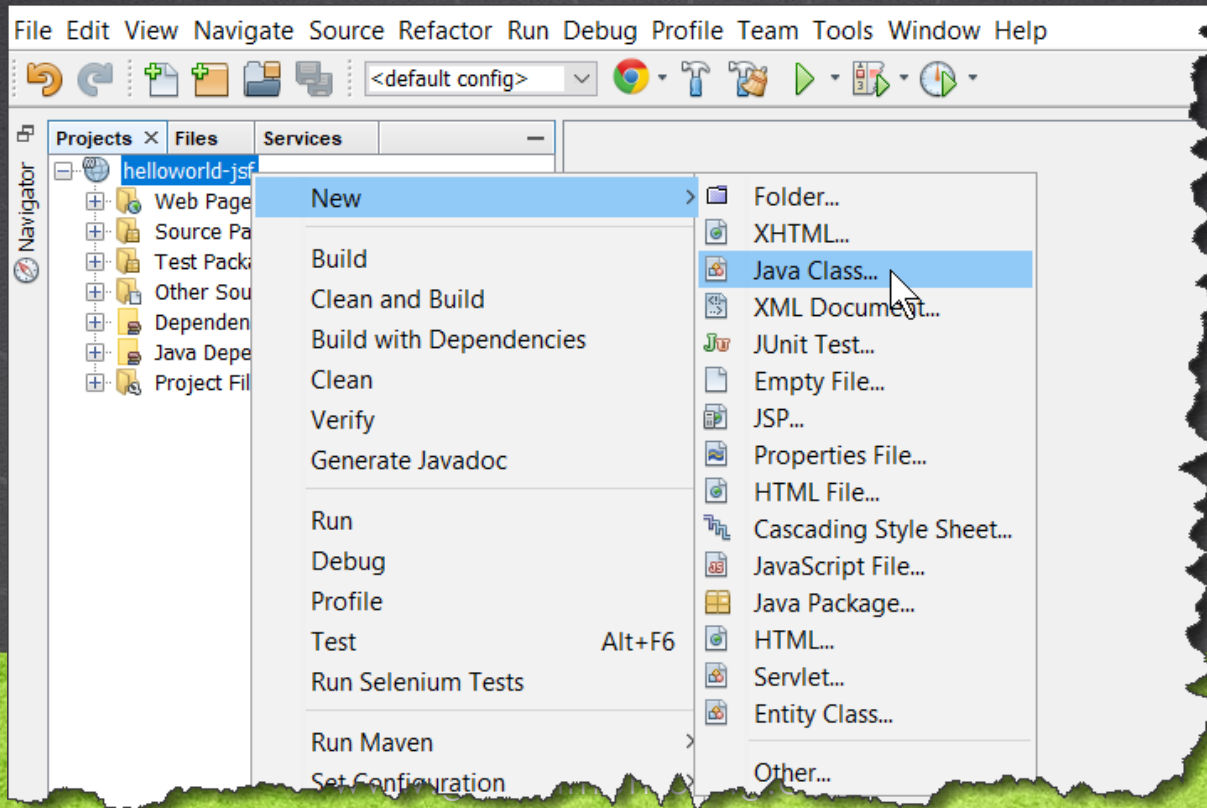 File Edit View Navigate Source Refactor Run Debug Profile Team Tools Window Help
<default config>
Projects Files Services
Navigator
helloworld-jsf
Web Page
Source Pa
Test Pack
Other Sou
Dependen
Java Depe
Project Fil
New
Build
Clean and Build
Build with Dependencies
Clean
Verify
Generate Javadoc
Run
Debug
Profile
Test Alt+F6
Run Selenium Tests
Run Maven
Set Configuration
Folder...
XHTML...
Java Class...
XML Document...
JUnit Test...
Empty File...
JSP...
Properties File...
HTML File...
Cascading Style Sheet...
JavaScript File...
Java Package...
HTML...
Servlet...
Entity Class...
Other...